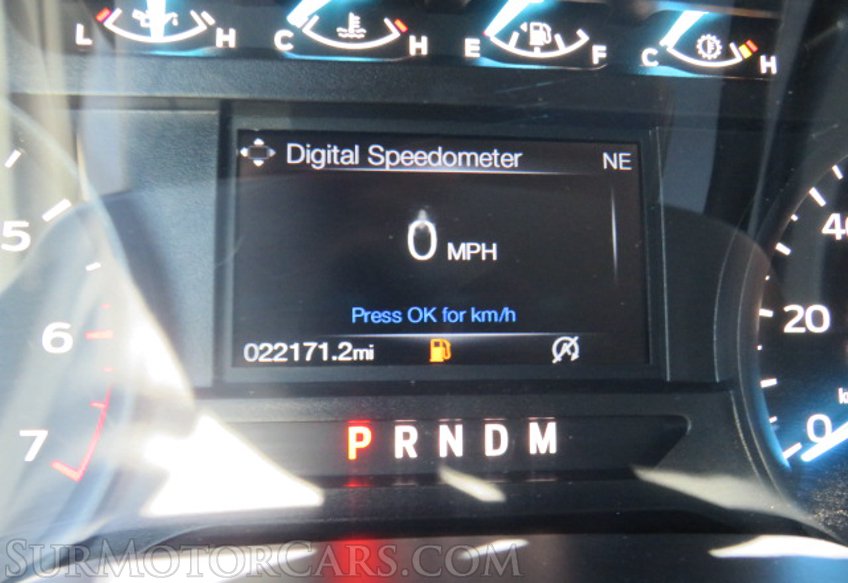 L H C H E F C H
Digital Speedometer NE
0 MPH
Press OK for km/h
022171.2mi
P R N D M
5
6
7
40
20
0
SurMotorCars.com